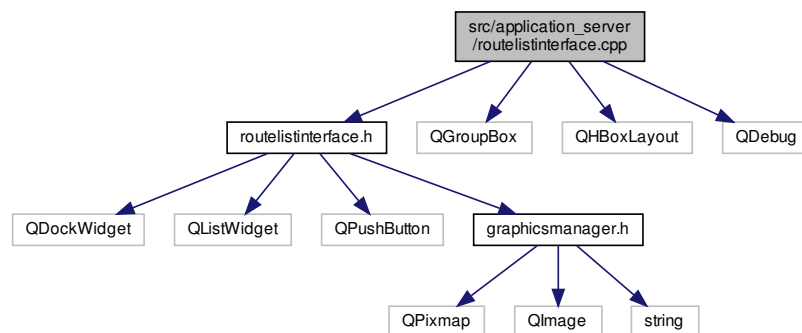 src/application_server
/routelistinterface.cpp
routelistinterface.h
QGroupBox
QHBoxLayout
QDebug
QDockWidget
QListWidget
QPushButton
graphicsmanager.h
QPixmap
QImage
string